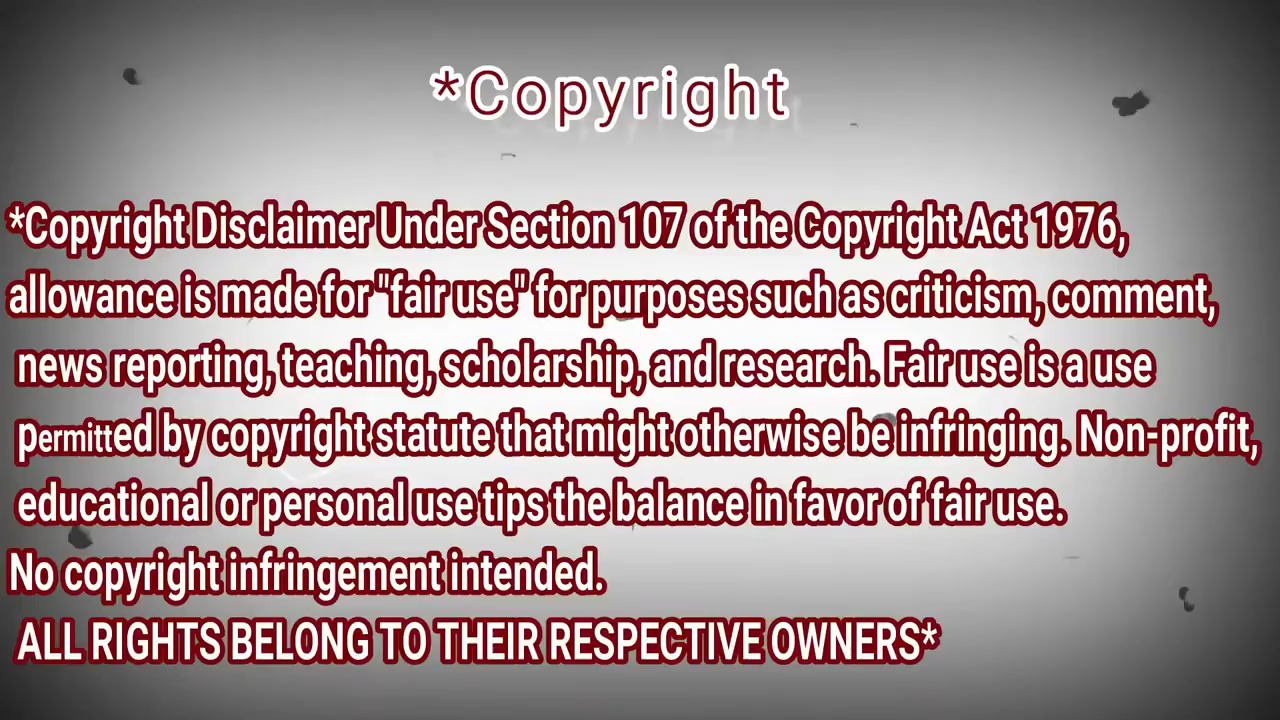 *Copyright
*Copyright Disclaimer Under Section 107 of the Copyright Act 1976,
allowance is made for "fair use" for purposes such as criticism, comment,
news reporting, teaching, scholarship, and research. Fair use is a use
permitted by copyright statute that might otherwise be infringing. Non-profit,
educational or personal use tips the balance in favor of fair use.
No copyright infringement intended.
ALL RIGHTS BELONG TO THEIR RESPECTIVE OWNERS*